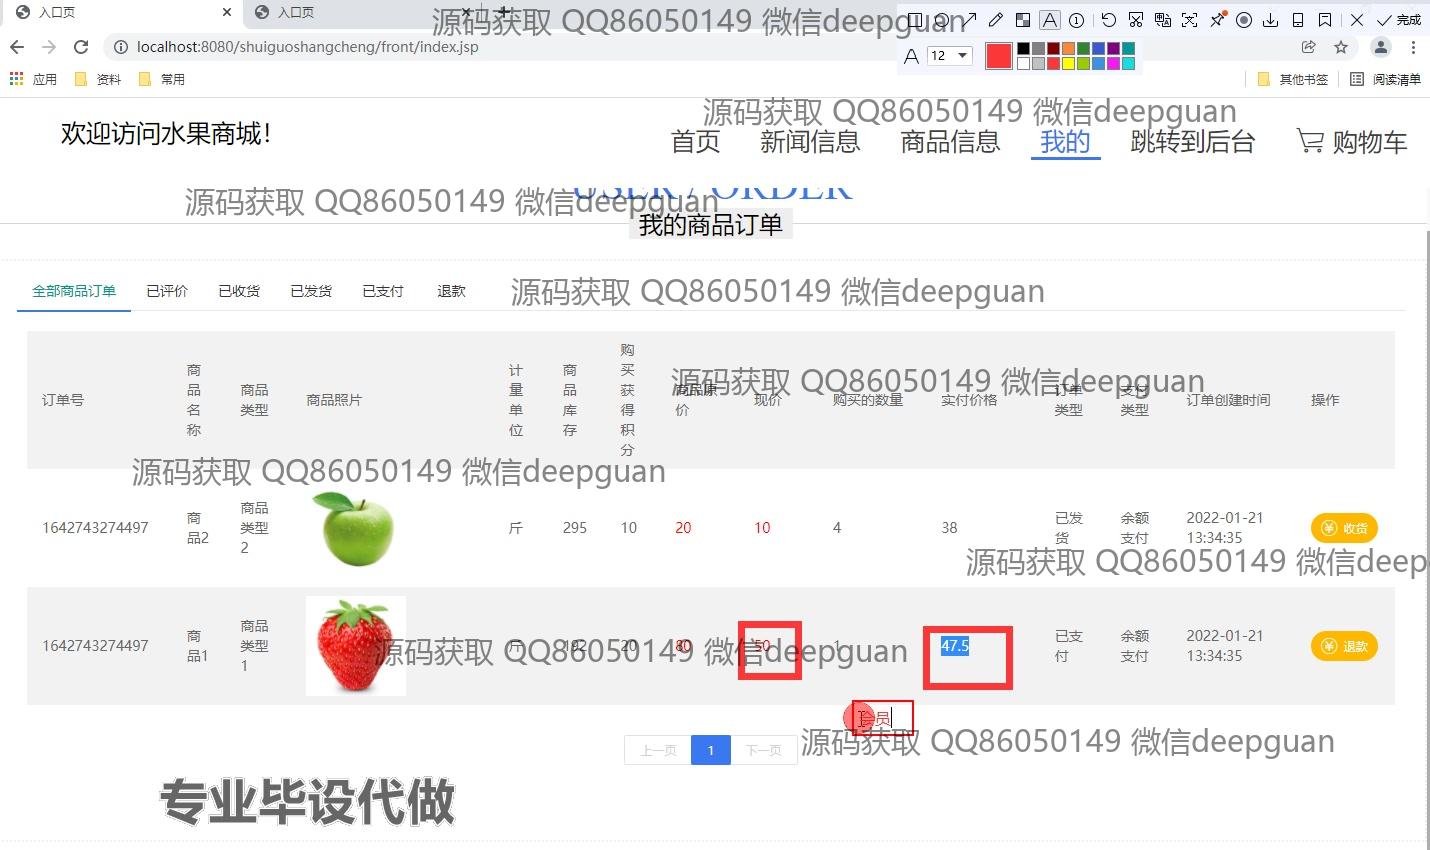 入口页
入口页
源码获取 QQ86050149 微信deepguan
完成
localhost:8080/shuiguoshangcheng/front/index.jsp
12
应用
资料
常用
其他书签
阅读清单
源码获取 QQ86050149 微信deepguan
欢迎访问水果商城!
首页
新闻信息
商品信息
我的
跳转到后台
购物车
USER / ORDER
源码获取 QQ86050149 微信deepguan
我的商品订单
全部商品订单
已评价
已收货
已发货
已支付
退款
源码获取 QQ86050149 微信deepguan
订单号
商品名称
商品类型
商品照片
计量单位
商品库存
购买获得积分
商品原价
现价
购买的数量
实付价格
订单类型
支付类型
订单创建时间
操作
源码获取 QQ86050149 微信deepguan
源码获取 QQ86050149 微信deepguan
1642743274497
商品2
商品类型2
斤
295
10
20
10
4
38
已发货
余额支付
2022-01-21 13:34:35
收货
源码获取 QQ86050149 微信deep
1642743274497
商品1
商品类型1
斤
192
20
80
50
1
47.5
已支付
余额支付
2022-01-21 13:34:35
退款
源码获取 QQ86050149 微信deepguan
会员
上一页
1
下一页
源码获取 QQ86050149 微信deepguan
专业毕设代做